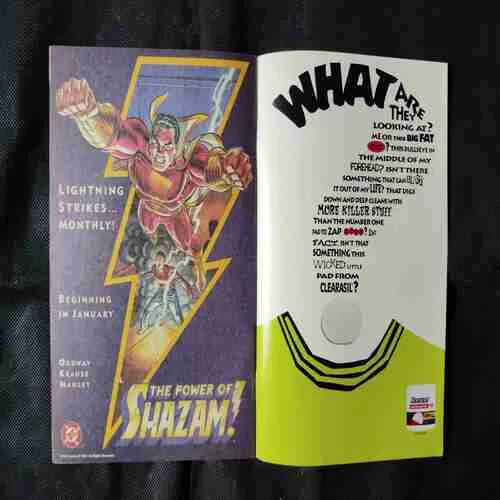 LIGHTNING
STRIKES...
MONTHLY!
BEGINNING
IN JANUARY
ORDWAY
KRAUSE
MANLEY
THE POWER OF
SHAZAM!
DC
WHAT ARE
THEY
LOOKING AT?
ME OR THIS BIG FAT
? THIS BULLSEYE IN
THE MIDDLE OF MY
FOREHEAD? ISN'T THERE
SOMETHING THAT CAN
IT OUT OF MY LIFE? THAT DIGS
DOWN AND DEEP CLEANS WITH
MORE KILLER STUFF
THAN THE NUMBER ONE
PAD TO ZAP
FACT, ISN'T THAT
SOMETHING THIS
WICKED LITTLE
PAD FROM
CLEARASIL?
Clearasil